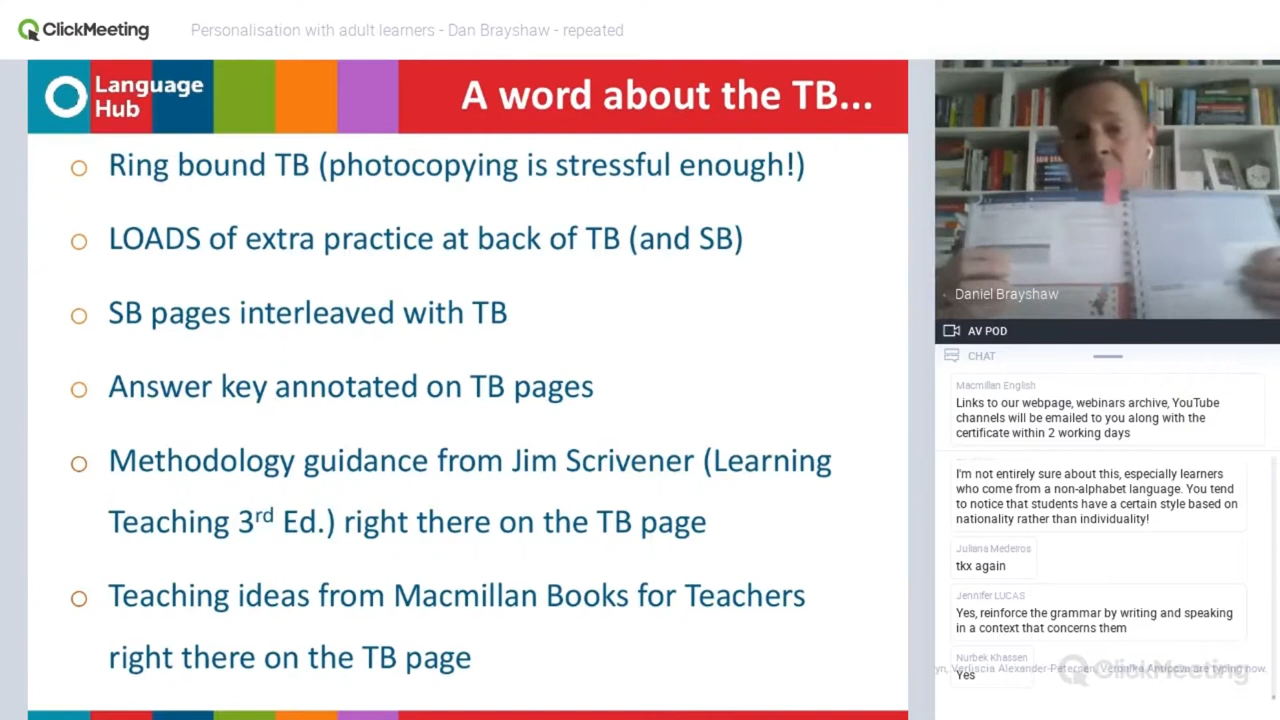 ClickMeeting
Personalisation with adult learners - Dan Brayshaw - repeated
Language
Hub
A word about the TB...
Ring bound TB (photocopying is stressful enough!)
LOADS of extra practice at back of TB (and SB)
SB pages interleaved with TB
Answer key annotated on TB pages
Methodology guidance from Jim Scrivener (Learning
Teaching 3rd Ed.) right there on the TB page
Teaching ideas from Macmillan Books for Teachers
right there on the TB page
Daniel Brayshaw
AV POD
CHAT
Macmillan English
Links to our webpage, webinars archive, YouTube
channels will be emailed to you along with the
certificate within 2 working days
I'm not entirely sure about this, especially learners
who come from a non-alphabet language. You tend
to notice that students have a certain style based on
nationality rather than individuality!
Juliana Medeiros
tkx again
Jennifer LUCAS
Yes, reinforce the grammar by writing and speaking
in a context that concerns them
Nurbek Khassen
Yes
are typing now.
ClickMeeting